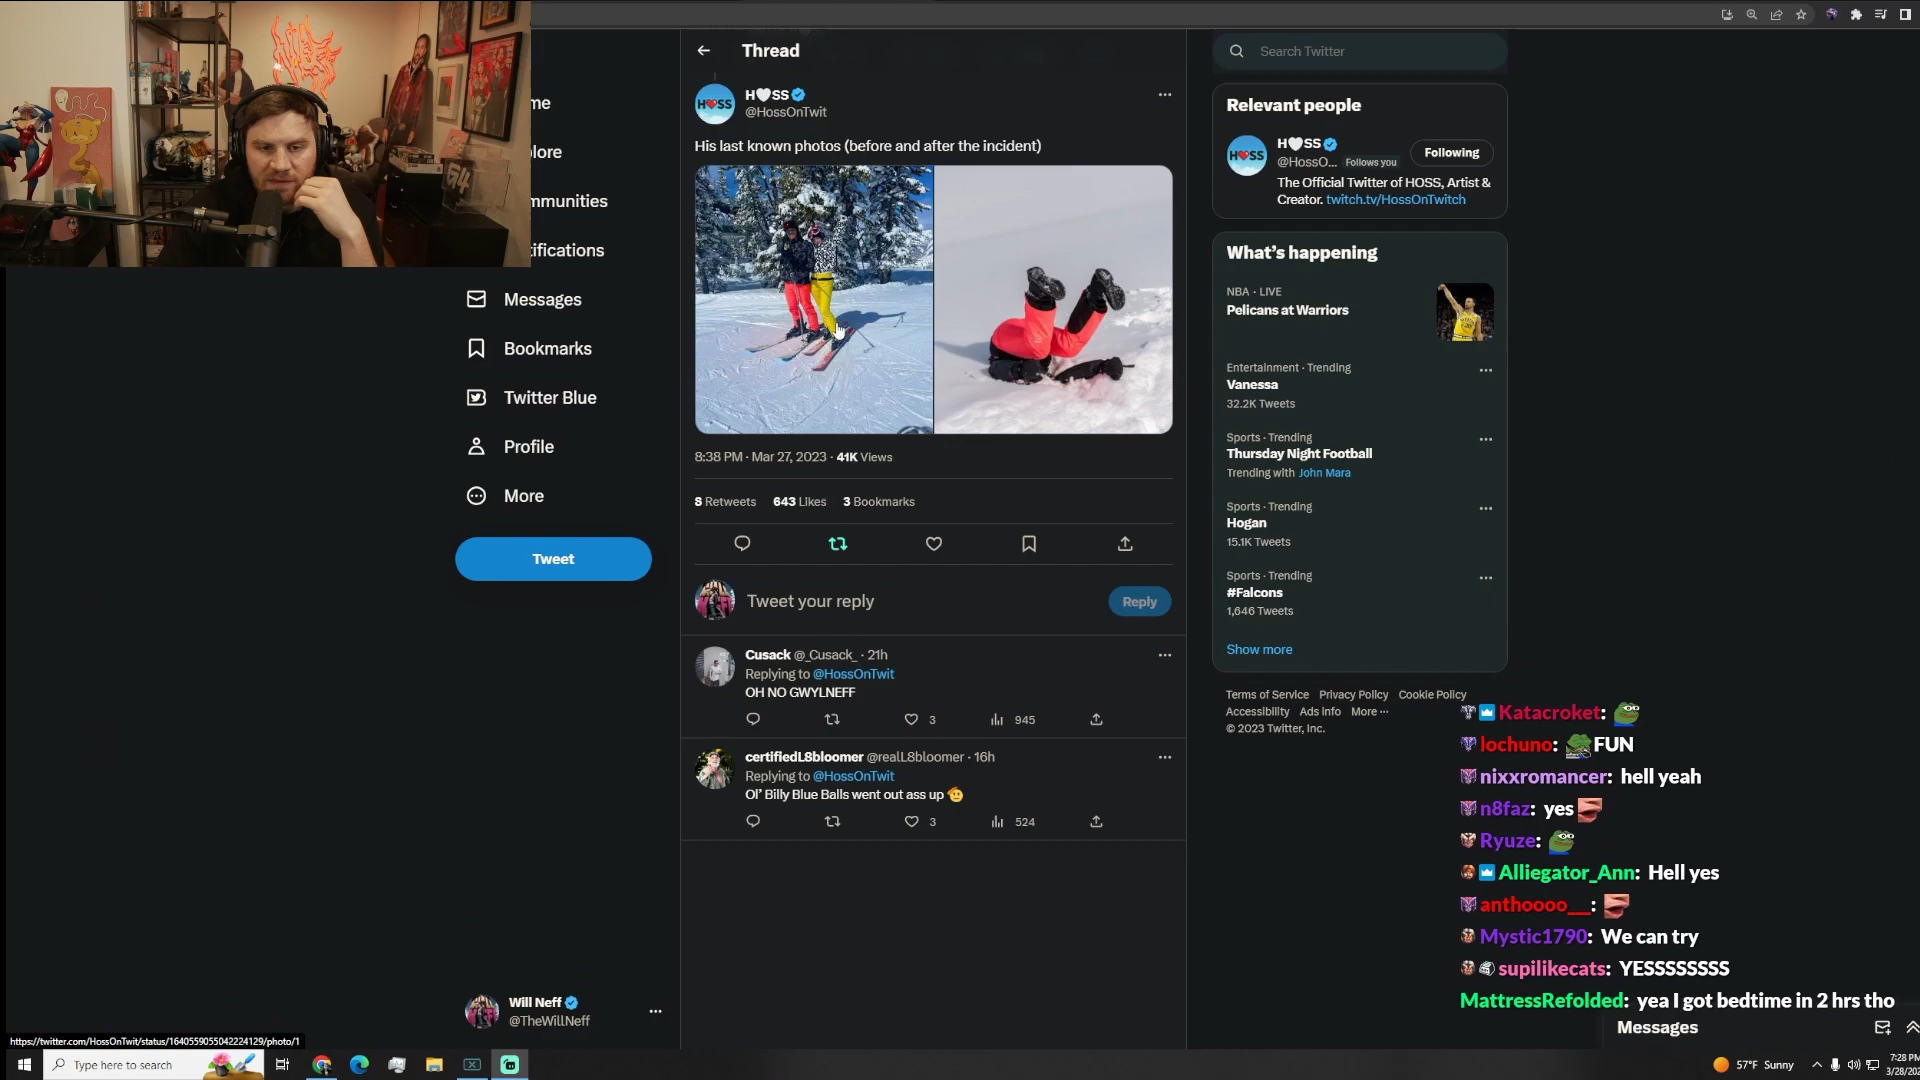 Thread
Search Twitter
H🤍SS
@HossOnTwit
His last known photos (before and after the incident)
8:38 PM · Mar 27, 2023 · 41K Views
8 Retweets 643 Likes 3 Bookmarks
Tweet your reply
Reply
Cusack @_Cusack_ · 21h
Replying to @HossOnTwit
OH NO GWYLNEFF
3 945
certifiedL8bloomer @realL8bloomer · 16h
Replying to @HossOnTwit
Ol' Billy Blue Balls went out ass up 🫡
3 524
me
lore
mmunities
tifications
Messages
Bookmarks
Twitter Blue
Profile
More
Tweet
Will Neff
@TheWillNeff
Relevant people
H🤍SS
@HossO... Follows you
Following
The Official Twitter of HOSS, Artist &
Creator. twitch.tv/HossOnTwitch
What's happening
NBA · LIVE
Pelicans at Warriors
Entertainment · Trending
Vanessa
32.2K Tweets
Sports · Trending
Thursday Night Football
Trending with John Mara
Sports · Trending
Hogan
15.1K Tweets
Sports · Trending
#Falcons
1,646 Tweets
Show more
Terms of Service Privacy Policy Cookie Policy
Accessibility Ads info More ···
© 2023 Twitter, Inc.
Katacroket:
lochuno: FUN
nixxromancer: hell yeah
n8faz: yes
Ryuze:
Alliegator_Ann: Hell yes
anthoooo__:
Mystic1790: We can try
supilikecats: YESSSSSSSS
MattressRefolded: yea I got bedtime in 2 hrs tho
Messages
https://twitter.com/HossOnTwit/status/1640559055042224129/photo/1
Type here to search
57°F Sunny
7:28 PM
3/28/202